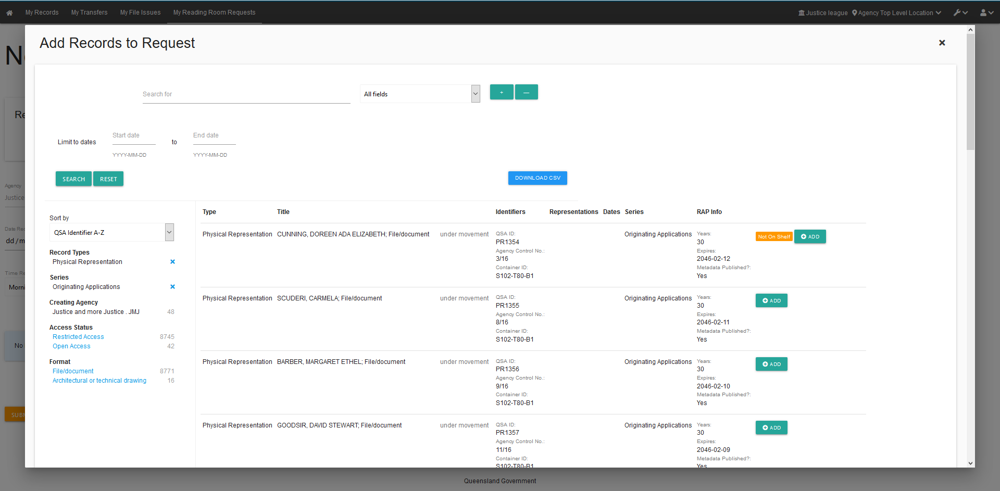 My Records My Transfers My File Issues My Reading Room Requests Justice league Agency Top Level Location
Add Records to Request
Search for All fields + —
Limit to dates Start date to End date
YYYY-MM-DD YYYY-MM-DD
SEARCH RESET DOWNLOAD CSV
Sort by
QSA Identifier A-Z
Record Types
Physical Representation
Series
Originating Applications
Creating Agency
Justice and more Justice . JMJ 48
Access Status
Restricted Access 8745
Open Access 42
Format
File/document 8771
Architectural or technical drawing 16
Type Title Identifiers Representations Dates Series RAP Info
Physical Representation CUNNING, DOREEN ADA ELIZABETH; File/document under movement QSA ID: Originating Applications Years: Not On Shelf ADD
PR1354 30
Agency Control No.: Expires:
3/16 2046-02-12
Container ID: Metadata Published?:
S102-T80-B1 Yes
Physical Representation SCUDERI, CARMELA; File/document under movement QSA ID: Originating Applications Years: ADD
PR1355 30
Agency Control No.: Expires:
8/16 2046-02-11
Container ID: Metadata Published?:
S102-T80-B1 Yes
Physical Representation BARBER, MARGARET ETHEL; File/document under movement QSA ID: Originating Applications Years: ADD
PR1356 30
Agency Control No.: Expires:
9/16 2046-02-10
Container ID: Metadata Published?:
S102-T80-B1 Yes
Physical Representation GOODSIR, DAVID STEWART; File/document under movement QSA ID: Originating Applications Years: ADD
PR1357 30
Agency Control No.: Expires:
11/16 2046-02-09
Container ID: Metadata Published?:
S102-T80-B1 Yes
Agency
Justice
No
Queensland Government